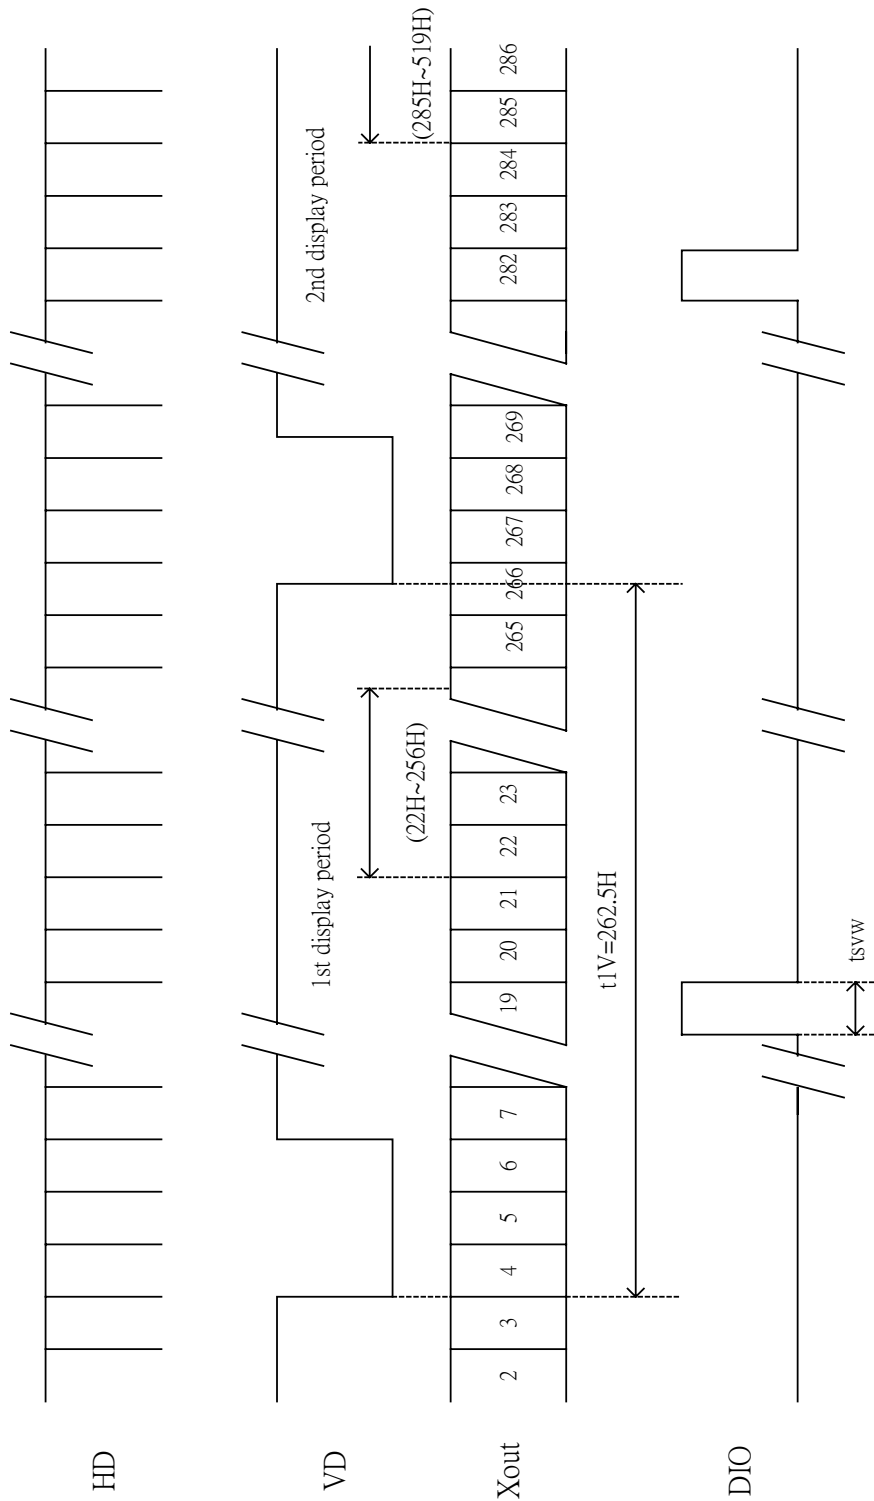 HD
VD
1st display period
2nd display period
(22H~256H)
(285H~519H)
Xout
2 3 4 5 6 7 19 20 21 22 23 265 266 267 268 269 282 283 284 285 286
t1V=262.5H
DIO
tsvw